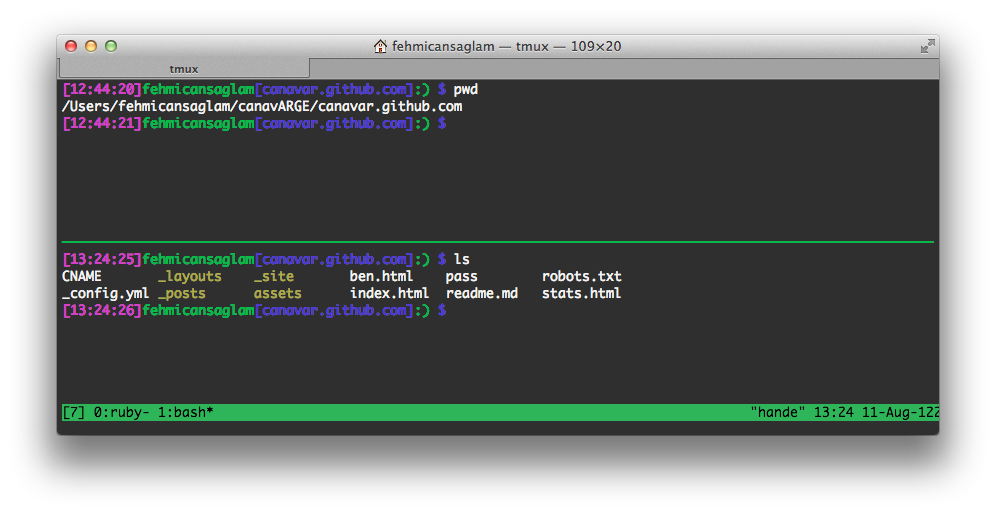 fehmicansaglam — tmux — 109×20
tmux
[12:44:20]fehmicansaglam[canavar.github.com]:) $ pwd
/Users/fehmicansaglam/canavARGE/canavar.github.com
[12:44:21]fehmicansaglam[canavar.github.com]:) $
[13:24:25]fehmicansaglam[canavar.github.com]:) $ ls
CNAME _layouts _site ben.html pass robots.txt
_config.yml _posts assets index.html readme.md stats.html
[13:24:26]fehmicansaglam[canavar.github.com]:) $
[7] 0:ruby- 1:bash* "hande" 13:24 11-Aug-122